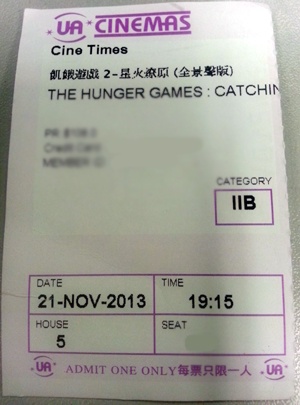 UA CINEMAS
Cine Times
飢餓遊戲 2-星火燎原 (全景聲版)
THE HUNGER GAMES : CATCHIN
CATEGORY
IIB
DATE
21-NOV-2013
TIME
19:15
HOUSE
5
SEAT
UA ADMIT ONE ONLY 每票只限一人 UA